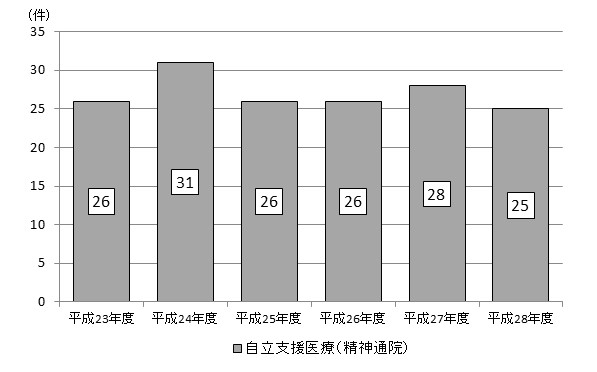 (件)
35
30
25
20
15
10
5
0
26
31
26
26
28
25
平成23年度
平成24年度
平成25年度
平成26年度
平成27年度
平成28年度
自立支援医療(精神通院)